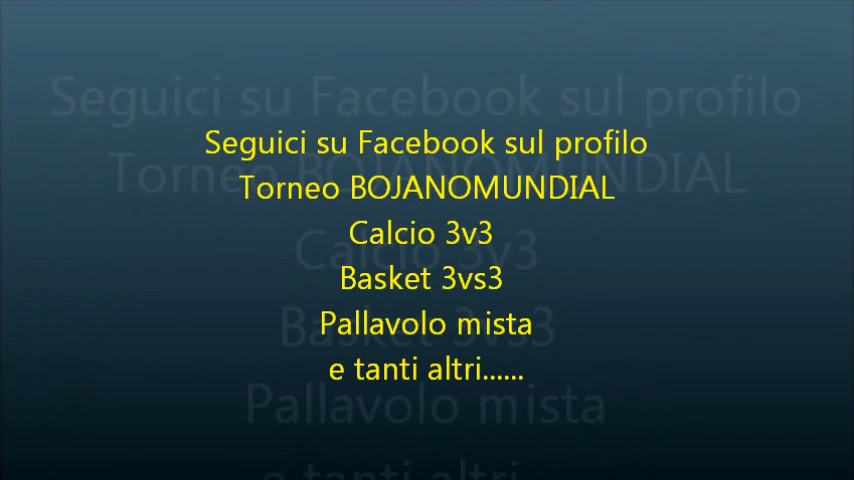 Seguici su Facebook sul profilo
Torneo BOJANOMUNDIAL
Calcio 3v3
Basket 3vs3
Pallavolo mista
e tanti altri......